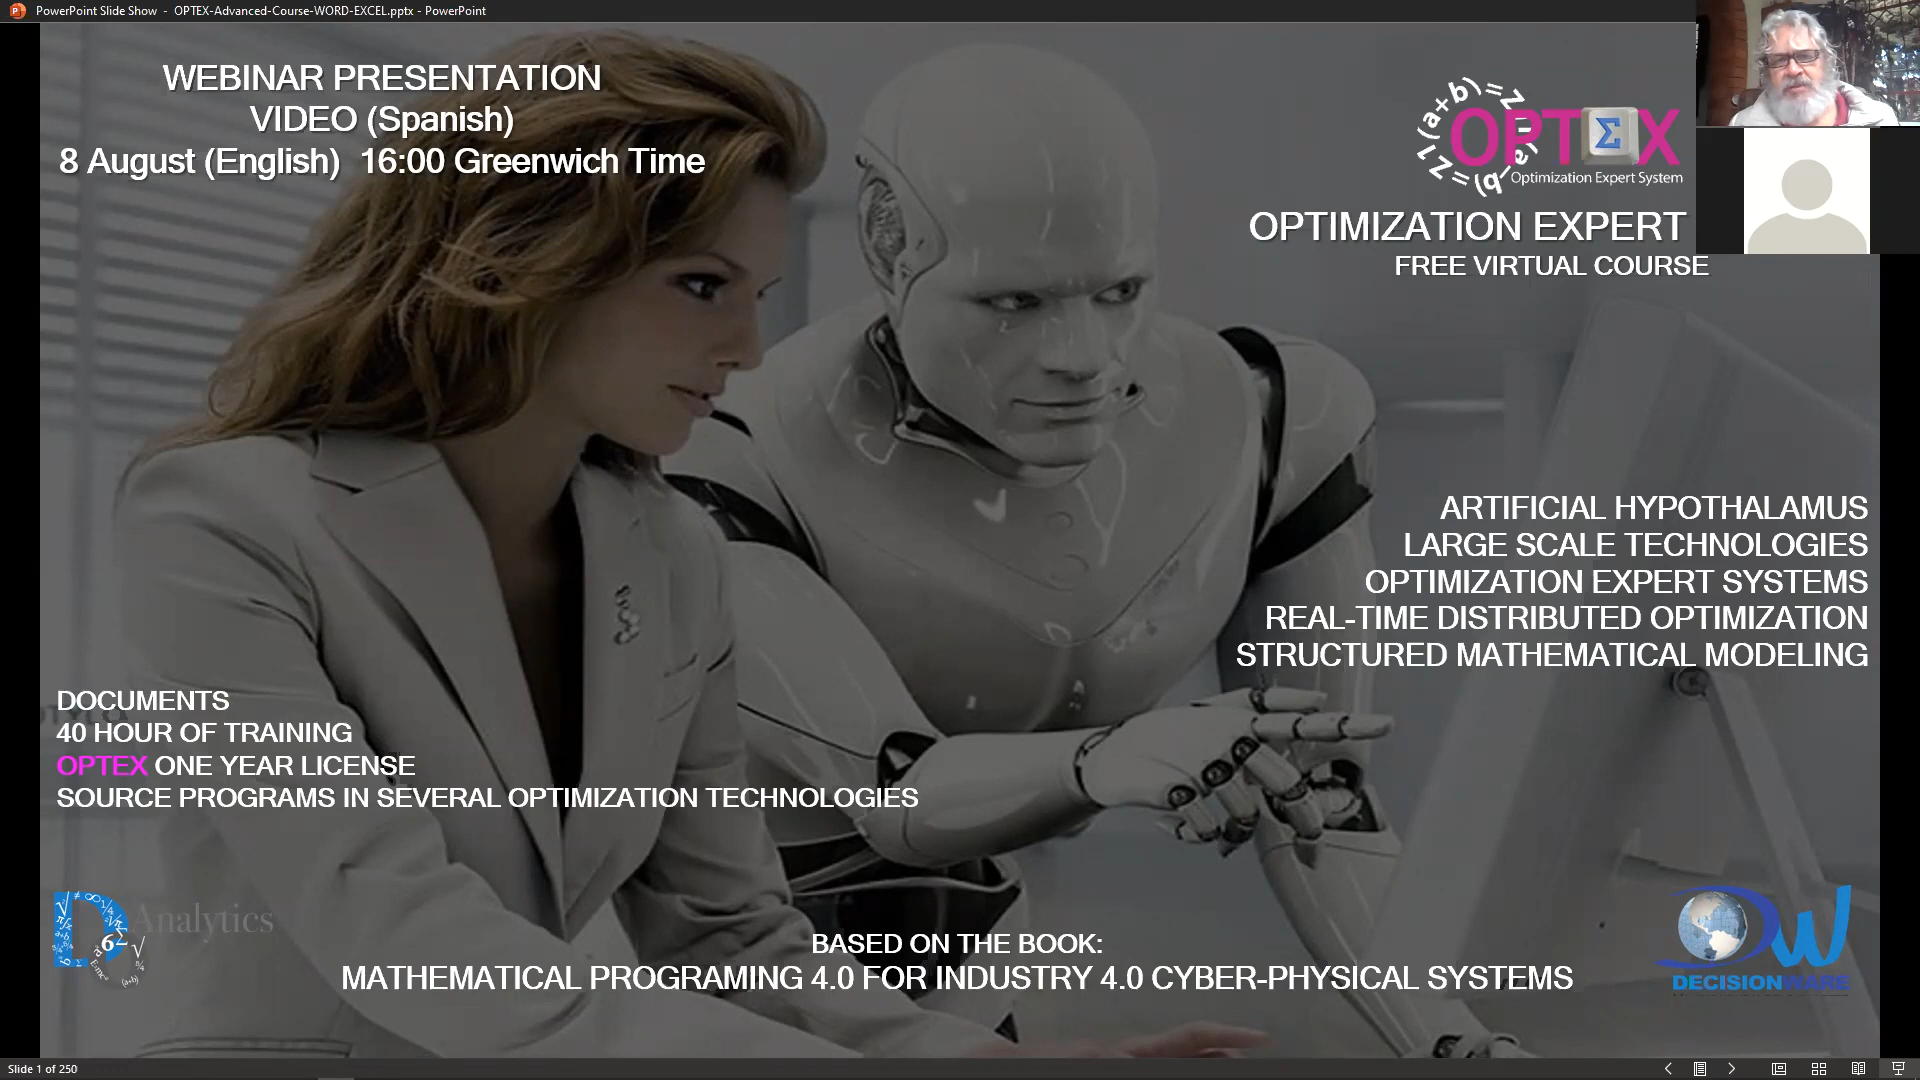 PowerPoint Slide Show - OPTEX-Advanced-Course-WORD-EXCEL.pptx - PowerPoint
WEBINAR PRESENTATION
VIDEO (Spanish)
8 August (English) 16:00 Greenwich Time
OPTEX
Optimization Expert System
OPTIMIZATION EXPERT
FREE VIRTUAL COURSE
ARTIFICIAL HYPOTHALAMUS
LARGE SCALE TECHNOLOGIES
OPTIMIZATION EXPERT SYSTEMS
REAL-TIME DISTRIBUTED OPTIMIZATION
STRUCTURED MATHEMATICAL MODELING
DOCUMENTS
40 HOUR OF TRAINING
OPTEX ONE YEAR LICENSE
SOURCE PROGRAMS IN SEVERAL OPTIMIZATION TECHNOLOGIES
Analytics
BASED ON THE BOOK:
MATHEMATICAL PROGRAMING 4.0 FOR INDUSTRY 4.0 CYBER-PHYSICAL SYSTEMS
DW
DECISIONWARE
Slide 1 of 250